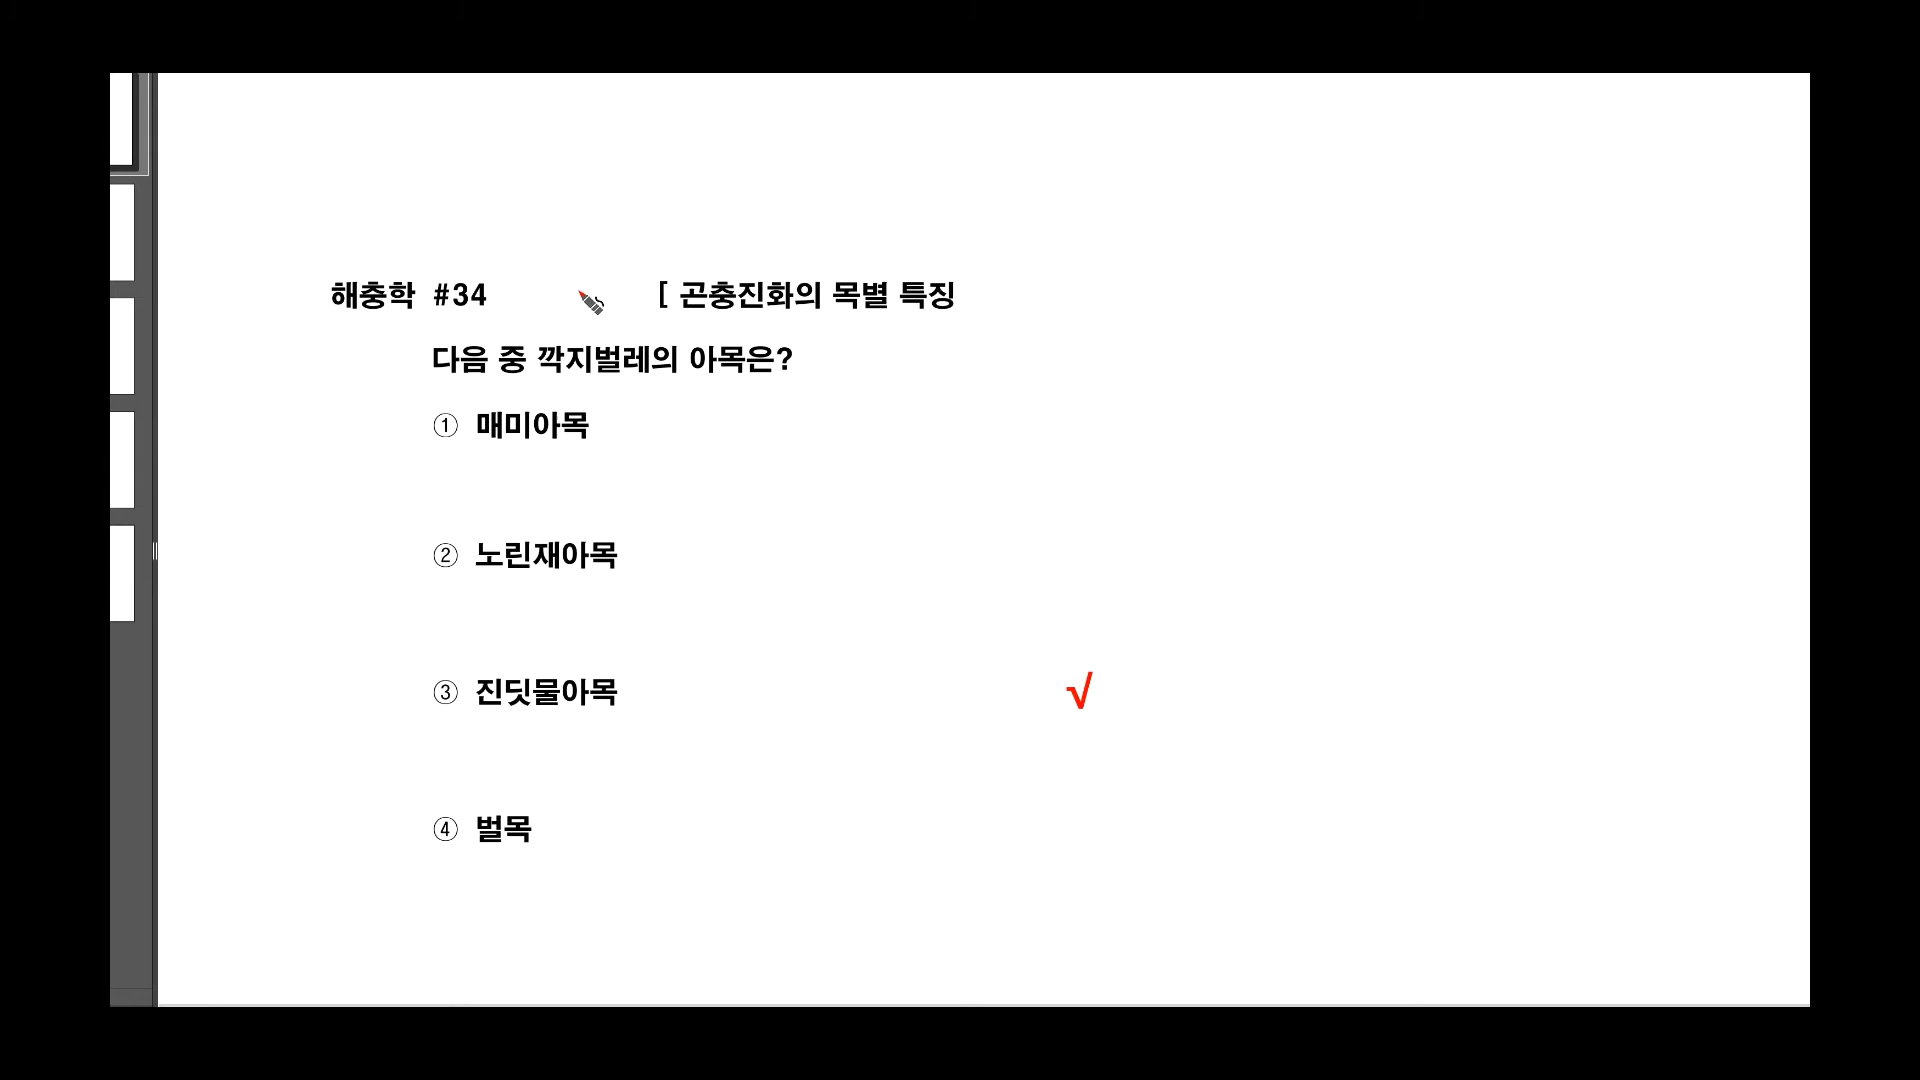 해충학 #34 [ 곤충진화의 목별 특징
다음 중 깍지벌레의 아목은?
① 매미아목
② 노린재아목
③ 진딧물아목 √
④ 벌목